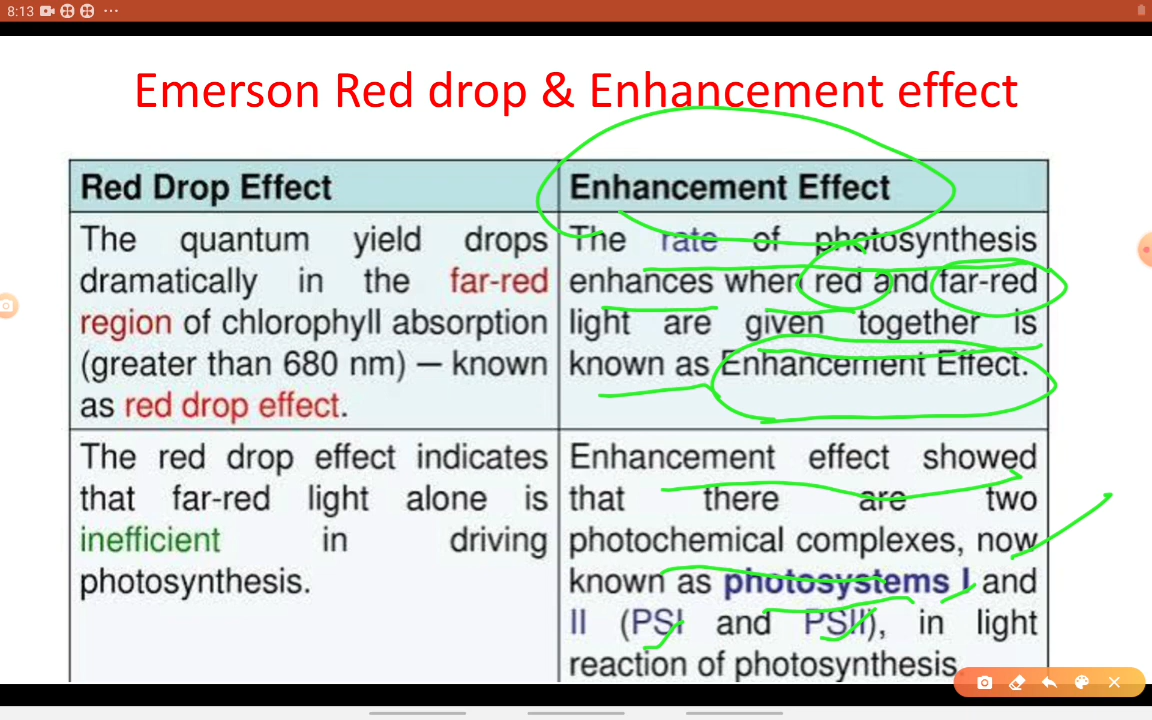 8:13
Emerson Red drop & Enhancement effect
Red Drop Effect
The quantum yield drops
dramatically in the far-red
region of chlorophyll absorption
(greater than 680 nm) – known
as red drop effect.
The red drop effect indicates
that far-red light alone is
inefficient in driving
photosynthesis.
Enhancement Effect
The rate of photosynthesis
enhances when red and far-red
light are given together is
known as Enhancement Effect.
Enhancement effect showed
that there are two
photochemical complexes, now
known as photosystems I and
II (PSI and PSII), in light
reaction of photosynthesis.